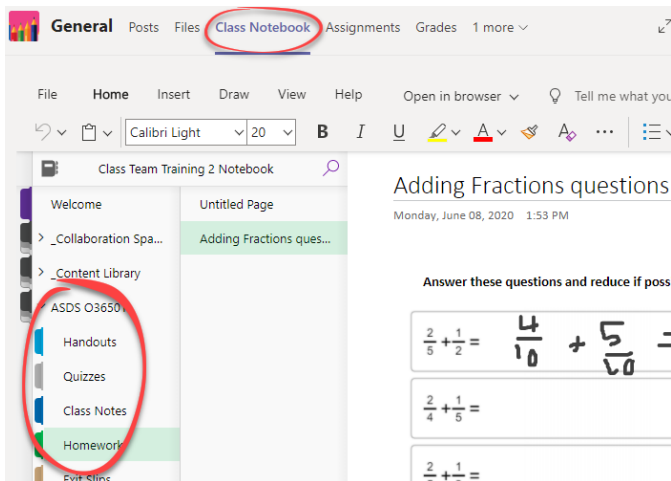 General Posts Files Class Notebook Assignments Grades 1 more
File Home Insert Draw View Help Open in browser Tell me what you
Calibri Light 20 B I U A A ...
Class Team Training 2 Notebook
Welcome
_Collaboration Spa...
_Content Library
ASDS O3650
Handouts
Quizzes
Class Notes
Homework
Exit Slips
Untitled Page
Adding Fractions ques...
Adding Fractions questions
Monday, June 08, 2020 1:53 PM
Answer these questions and reduce if poss
2/5 + 1/2 = 4/10 + 5/10 =
2/4 + 1/5 =